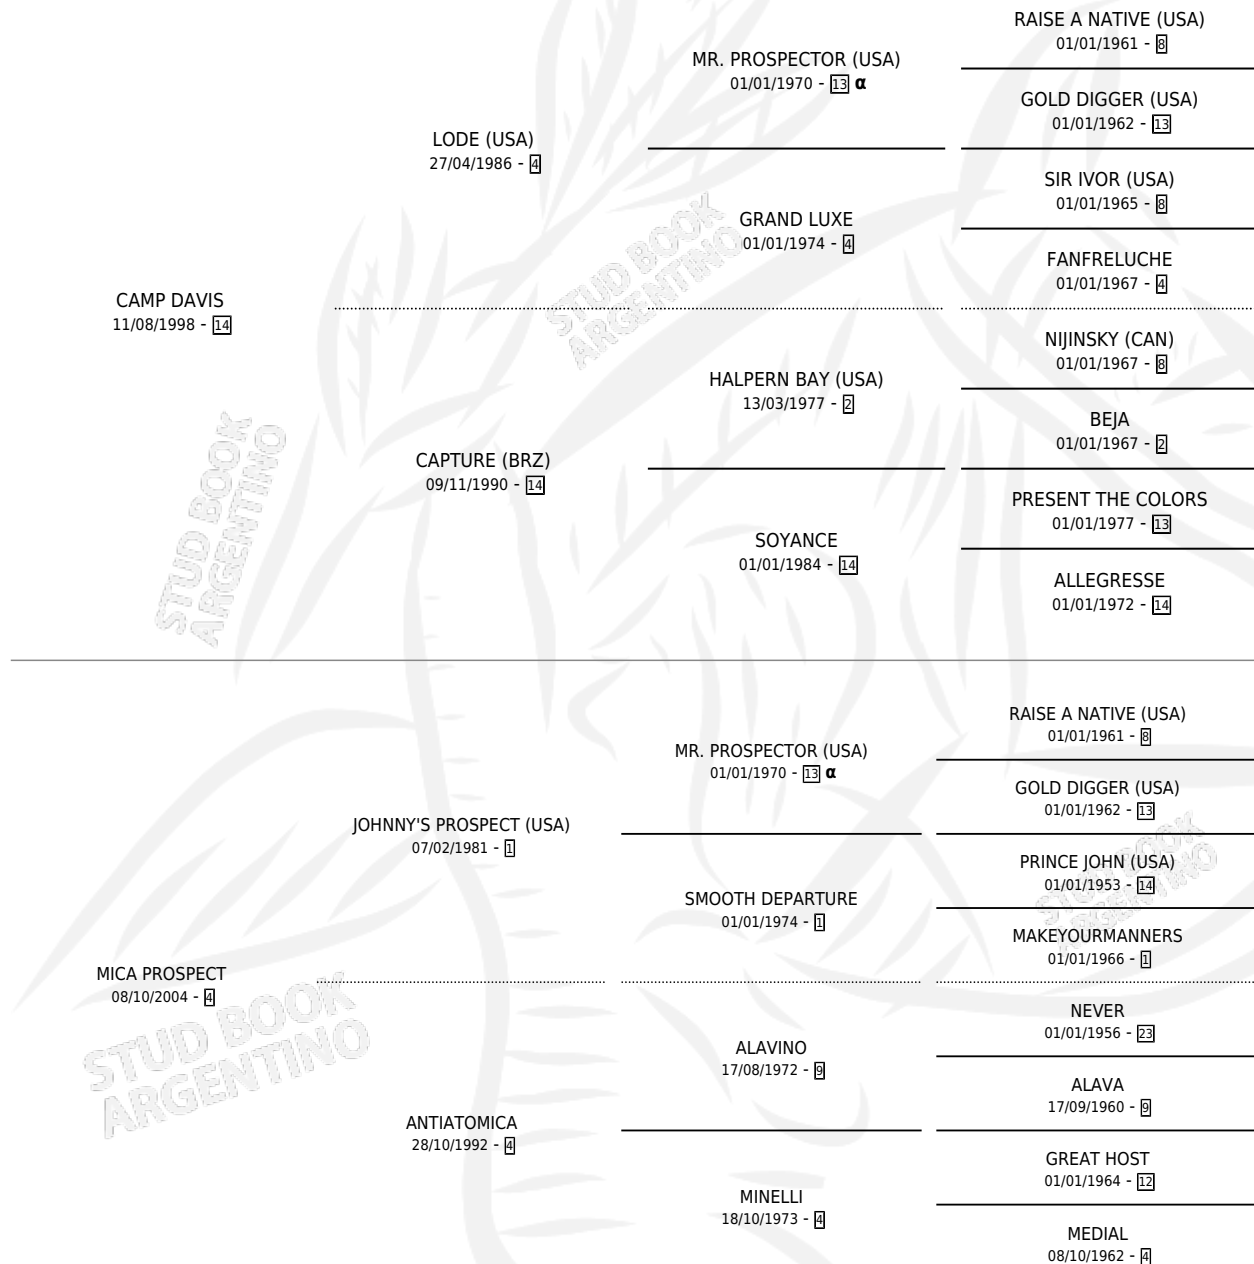 RAISE A NATIVE (USA)
01/01/1961 - 8
MR. PROSPECTOR (USA)
01/01/1970 - 13 α
GOLD DIGGER (USA)
01/01/1962 - 13
LODE (USA)
27/04/1986 - 4
SIR IVOR (USA)
01/01/1965 - 8
GRAND LUXE
01/01/1974 - 4
FANFRELUCHE
01/01/1967 - 4
CAMP DAVIS
11/08/1998 - 14
NIJINSKY (CAN)
01/01/1967 - 8
HALPERN BAY (USA)
13/03/1977 - 2
BEJA
01/01/1967 - 2
CAPTURE (BRZ)
09/11/1990 - 14
PRESENT THE COLORS
01/01/1977 - 13
SOYANCE
01/01/1984 - 14
ALLEGRESSE
01/01/1972 - 14
RAISE A NATIVE (USA)
01/01/1961 - 8
MR. PROSPECTOR (USA)
01/01/1970 - 13 α
GOLD DIGGER (USA)
01/01/1962 - 13
JOHNNY'S PROSPECT (USA)
07/02/1981 - 1
PRINCE JOHN (USA)
01/01/1953 - 14
SMOOTH DEPARTURE
01/01/1974 - 1
MAKEYOURMANNERS
01/01/1966 - 1
MICA PROSPECT
08/10/2004 - 4
NEVER
01/01/1956 - 23
ALAVINO
17/08/1972 - 9
ALAVA
17/09/1960 - 9
ANTIATOMICA
28/10/1992 - 4
GREAT HOST
01/01/1964 - 12
MINELLI
18/10/1973 - 4
MEDIAL
08/10/1962 - 4
STUD BOOK
ARGENTINO
STUD BOOK
ARGENTINO
STUD BOOK
ARGENTINO
STUD BOOK
ARGENTINO